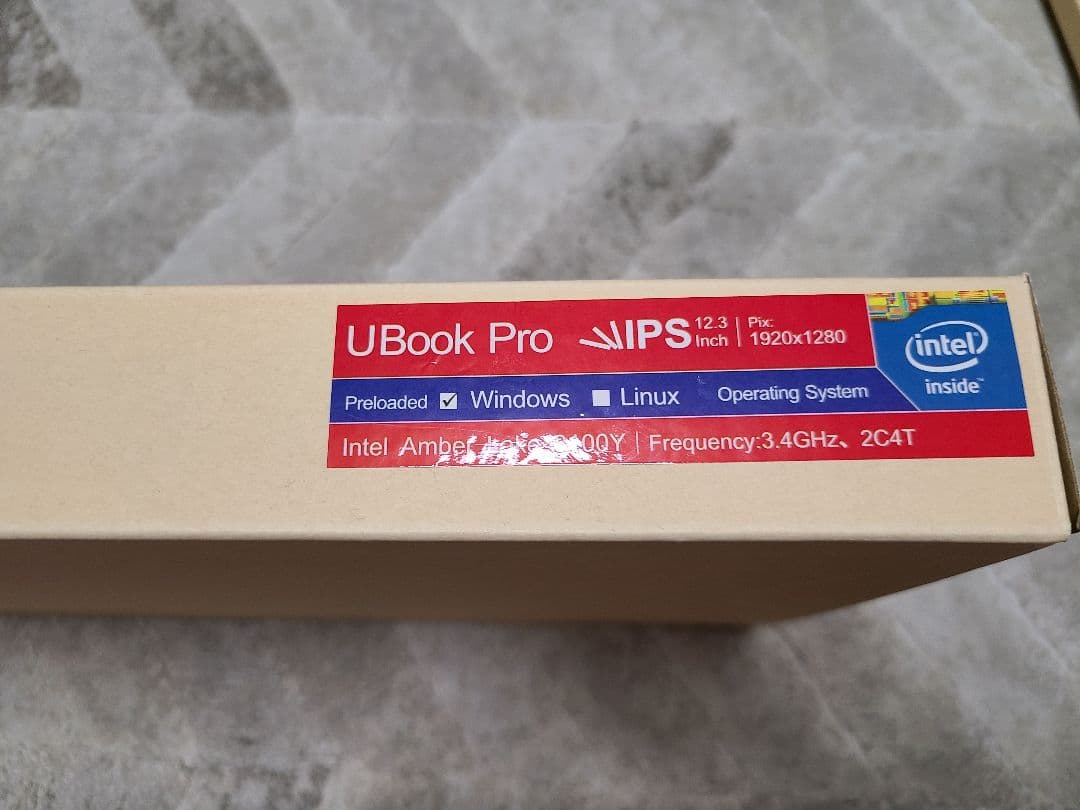 UBook Pro IPS 12.3 Inch Pix: 1920x1280
intel inside™
Preloaded Windows Linux Operating System
Intel Amber Frequency:3.4GHz、2C4T